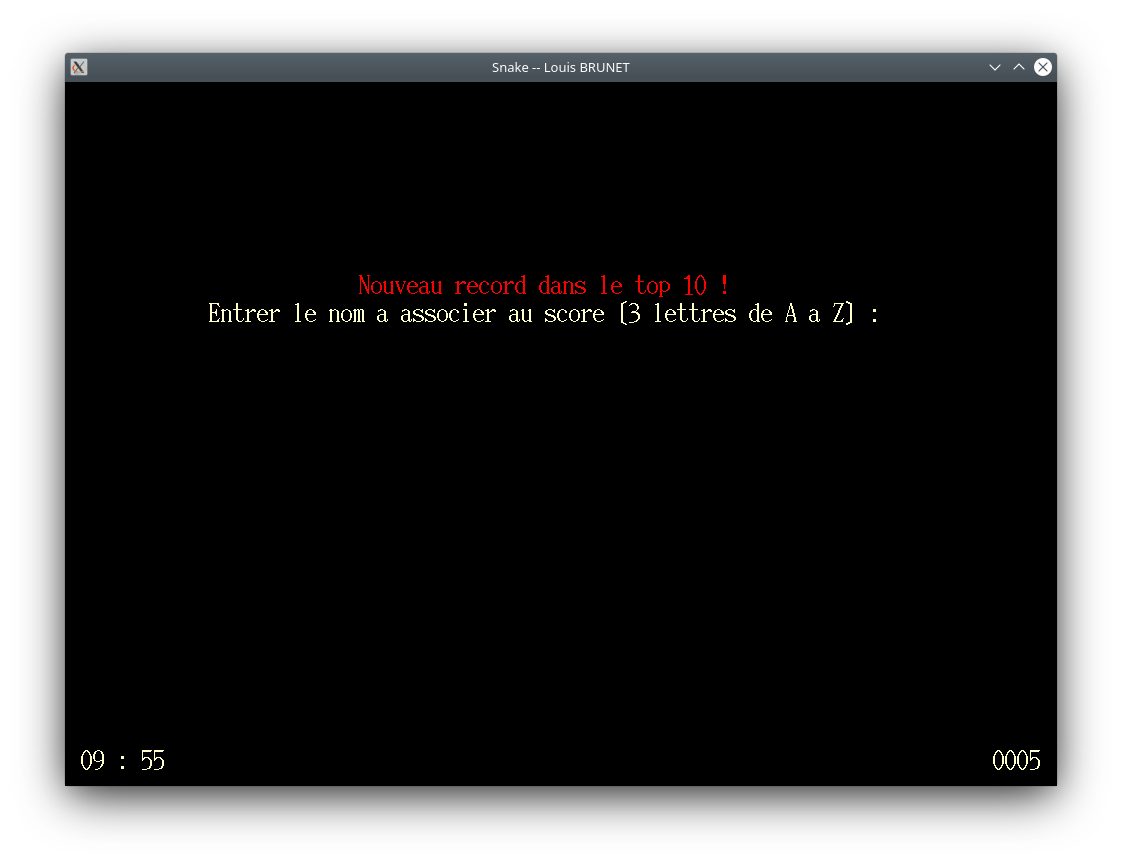 Snake -- Louis BRUNET
Nouveau record dans le top 10 !
Entrer le nom a associer au score (3 lettres de A a Z) :
09 : 55
0005